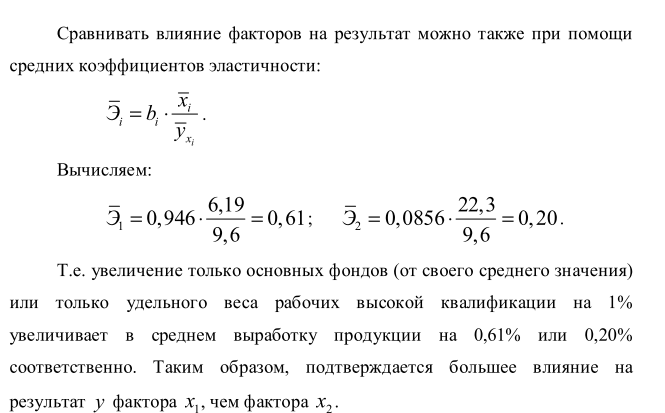 Сравнивать влияние факторов на результат можно также при помощи
средних коэффициентов эластичности:
Э̅ᵢ = bᵢ · x̅ᵢ / y̅ₓᵢ .
Вычисляем:
Э̅₁ = 0,946 · 6,19 / 9,6 = 0,61; Э̅₂ = 0,0856 · 22,3 / 9,6 = 0,20.
Т.е. увеличение только основных фондов (от своего среднего значения)
или только удельного веса рабочих высокой квалификации на 1%
увеличивает в среднем выработку продукции на 0,61% или 0,20%
соответственно. Таким образом, подтверждается большее влияние на
результат y фактора x₁, чем фактора x₂.